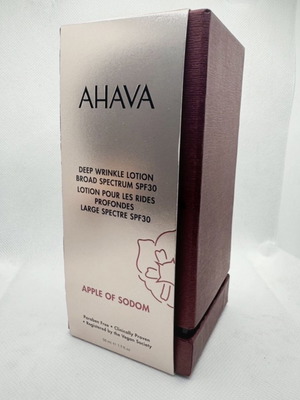 AHAVA
DEEP WRINKLE LOTION
BROAD SPECTRUM SPF30
LOTION POUR LES RIDES
PROFONDES
LARGE SPECTRE SPF30
APPLE OF SODOM
Paraben Free • Clinically Proven
• Registered by the Vegan Society